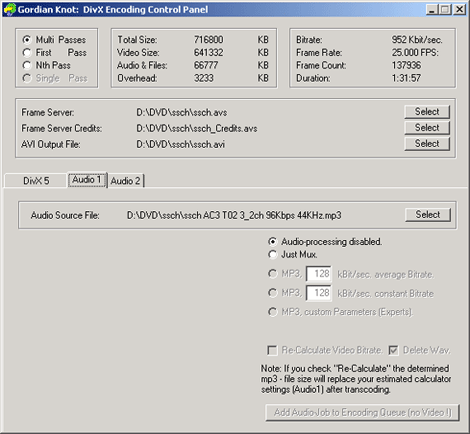 Gordian Knot: DivX Encoding Control Panel
Multi Passes
First Pass
Nth Pass
Single Pass
Total Size: 716800 KB
Video Size: 641332 KB
Audio & Files: 66777 KB
Overhead: 3233 KB
Bitrate: 952 Kbit/sec.
Frame Rate: 25.000 FPS:
Frame Count: 137936
Duration: 1:31:57
Frame Server: D:\DVD\ssch\ssch.avs Select
Frame Server Credits: D:\DVD\ssch\ssch_Credits.avs Select
AVI Output File: D:\DVD\ssch\ssch.avi Select
DivX 5 Audio 1 Audio 2
Audio Source File: D:\DVD\ssch\ssch AC3 T02 3_2ch 96Kbps 44KHz.mp3 Select
Audio-processing disabled.
Just Mux.
MP3, 128 kBit/sec. average Bitrate.
MP3, 128 kBit/sec. constant Bitrate.
MP3, custom Parameters (Experts).
Re-Calculate Video Bitrate. Delete Wav.
Note: If you check "Re-Calculate" the determined
mp3 - file size will replace your estimated calculator
settings (Audio1) after transcoding.
Add Audio-Job to Encoding Queue (no Video !)